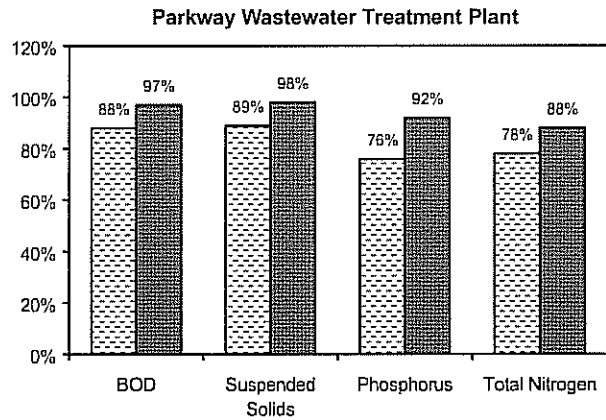 Parkway Wastewater Treatment Plant
120%
100%
80%
60%
40%
20%
0%
88%
97%
89%
98%
76%
92%
78%
88%
BOD
Suspended
Solids
Phosphorus
Total Nitrogen